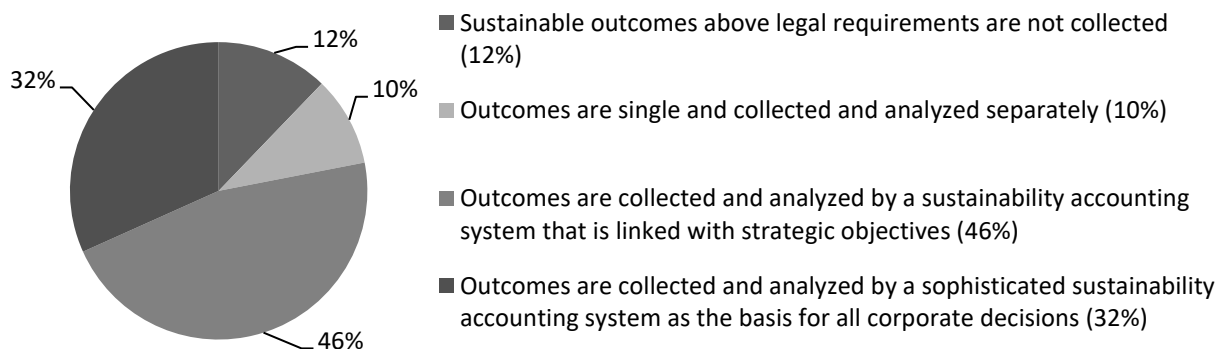 12%
10%
46%
32%
Sustainable outcomes above legal requirements are not collected
(12%)
Outcomes are single and collected and analyzed separately (10%)
Outcomes are collected and analyzed by a sustainability accounting
system that is linked with strategic objectives (46%)
Outcomes are collected and analyzed by a sophisticated sustainability
accounting system as the basis for all corporate decisions (32%)